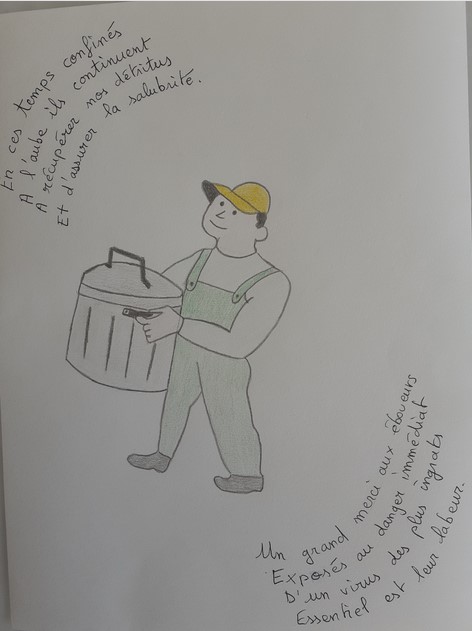 En ces temps confinés
A l'aube ils continuent
A récupérer nos détritus
Et d'assurer la salubrité.
Un grand merci aux éboueurs
Exposés au danger immédiat
D'un virus des plus ingrats
Essentiel est leur labeur.